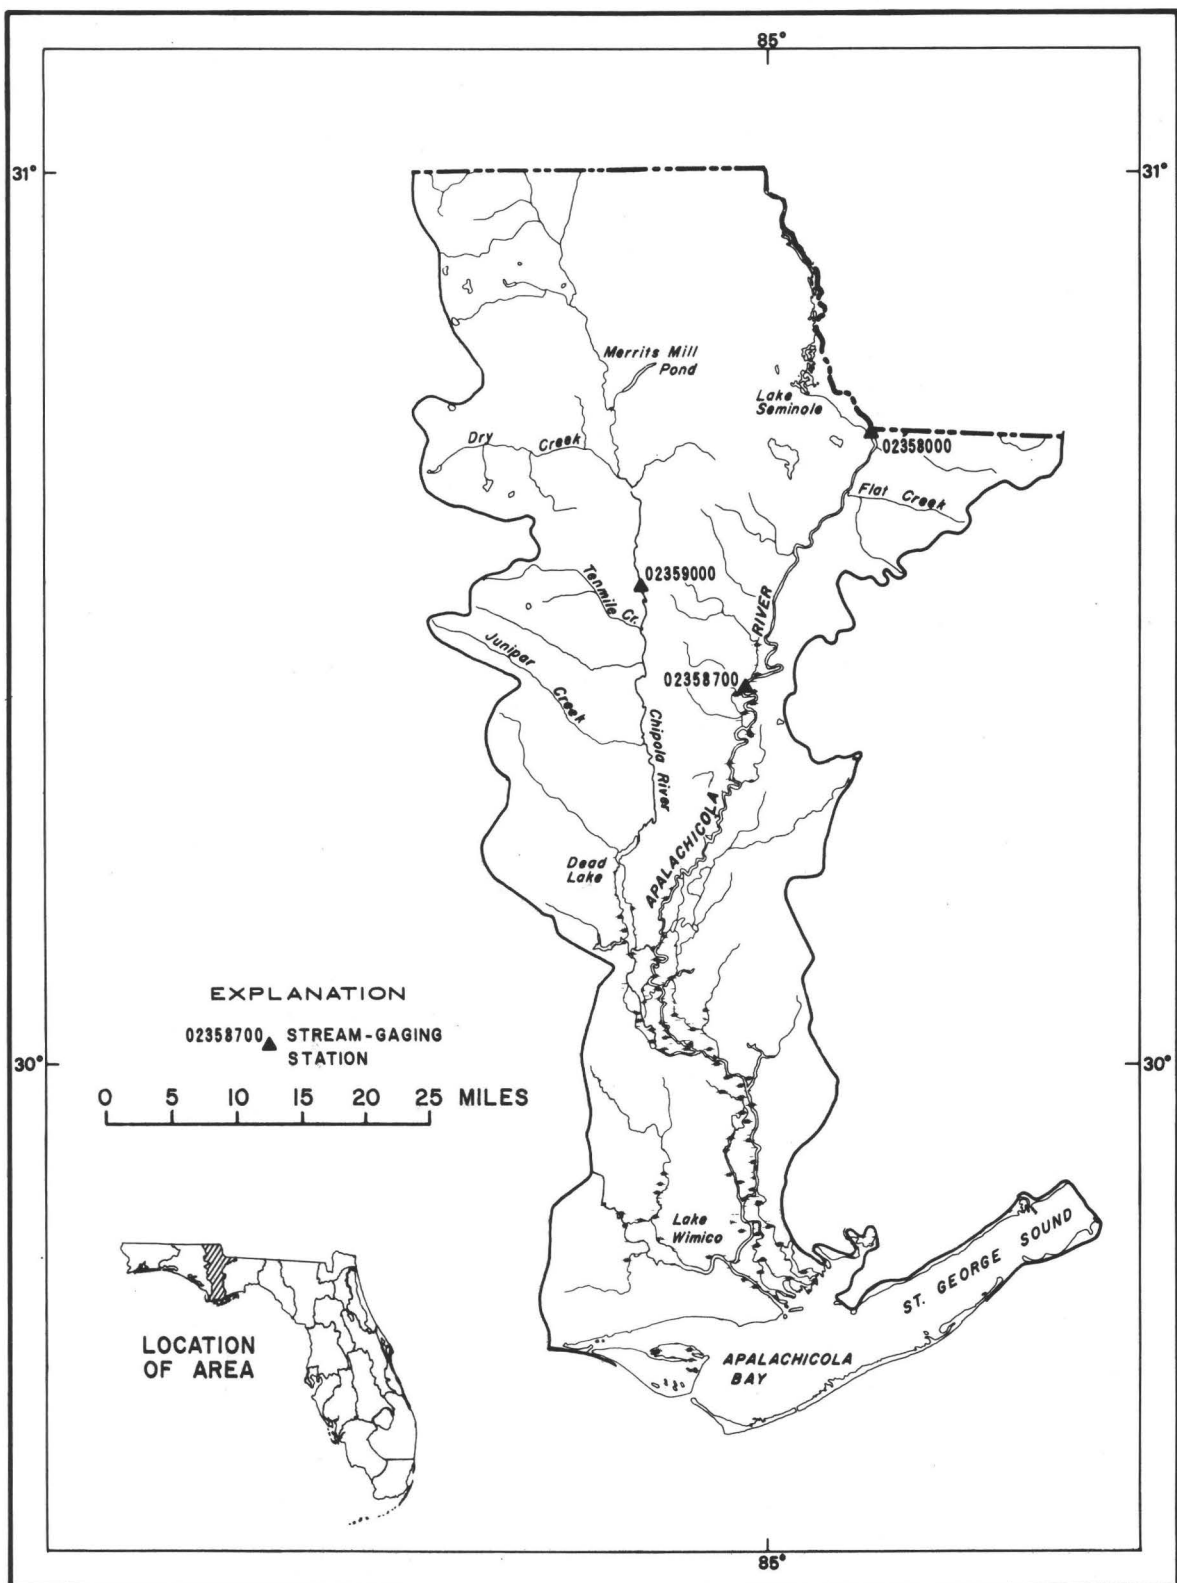 85°
31°
31°
Merrits Mill
Pond
Lake
Seminole
Dry Creek
02358000
Flat Creek
02359000
Tenmile Cr.
RIVER
Junipar
Creek
02358700
Chipola River
APALACHICOLA
Dead
Lake
EXPLANATION
02358700 STREAM-GAGING
STATION
30°
30°
0 5 10 15 20 25 MILES
Lake
Wimico
ST. GEORGE SOUND
LOCATION
OF AREA
APALACHICOLA
BAY
85°